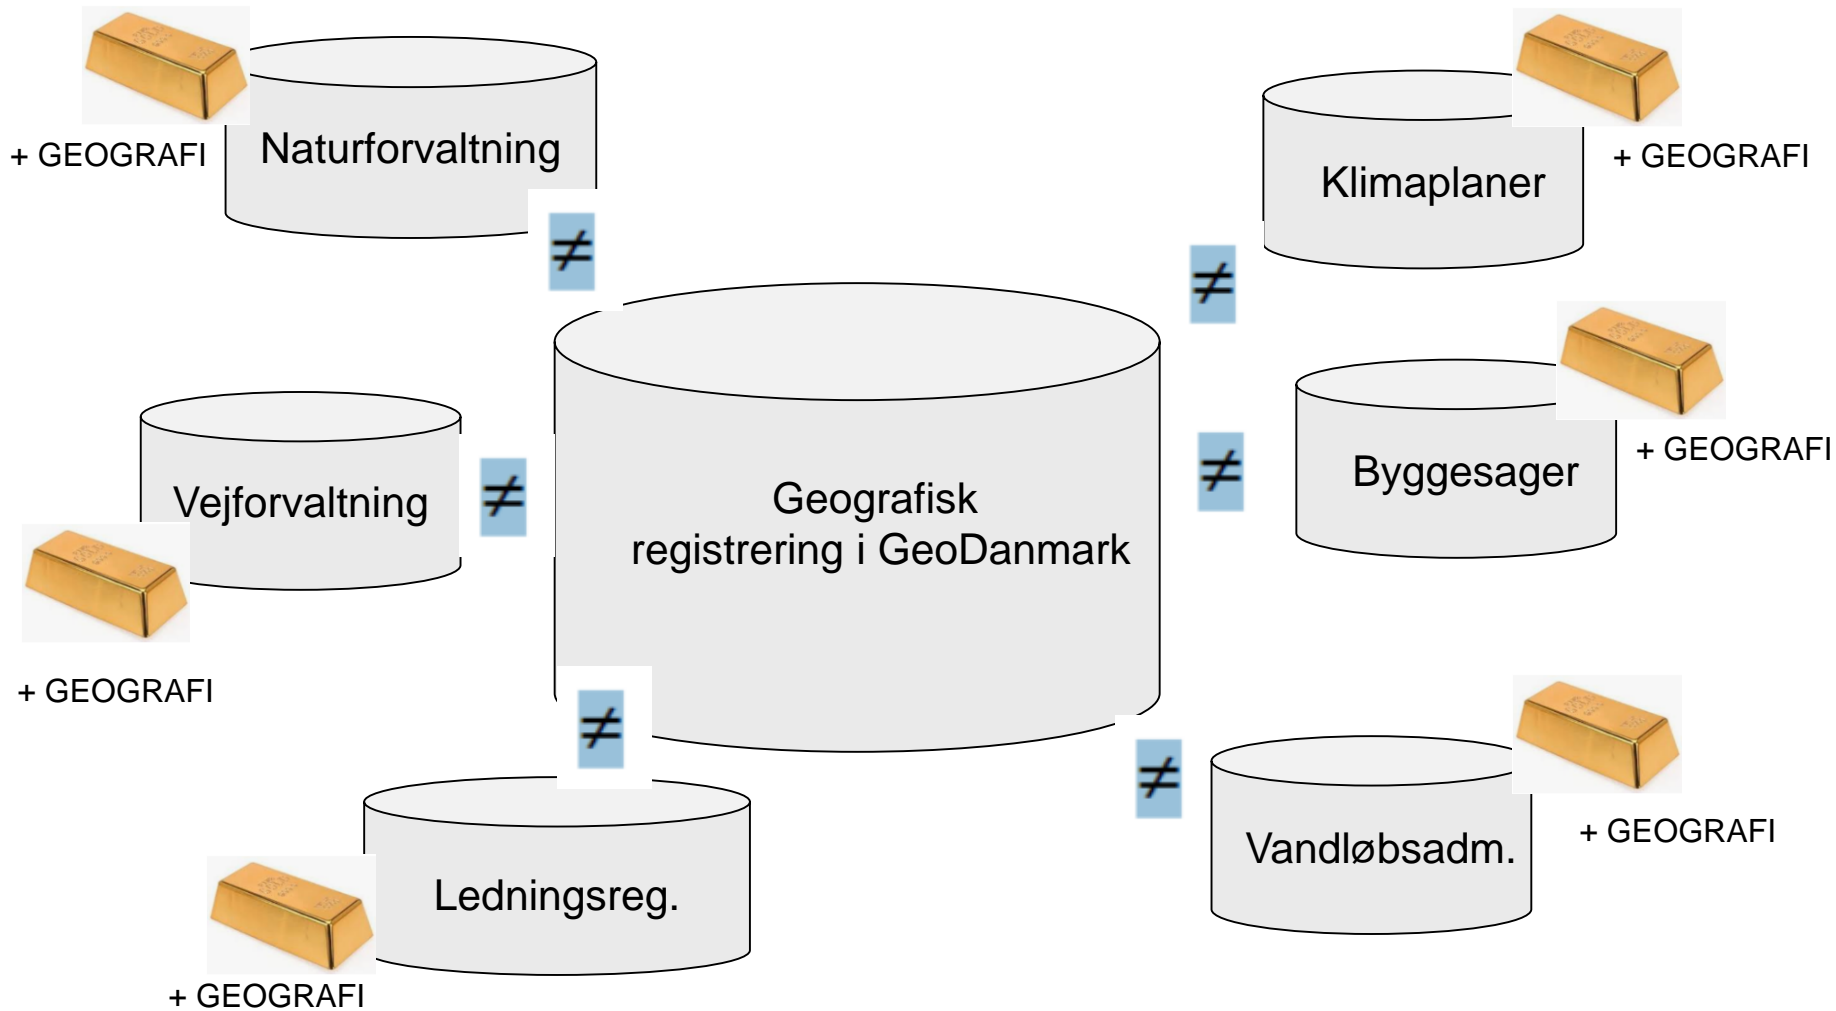 + GEOGRAFI
Naturforvaltning
≠
Klimaplaner
+ GEOGRAFI
≠
Vejforvaltning
≠
+ GEOGRAFI
Geografisk
registrering i GeoDanmark
≠
Byggesager
+ GEOGRAFI
≠
Ledningsreg.
+ GEOGRAFI
≠
Vandløbsadm.
+ GEOGRAFI